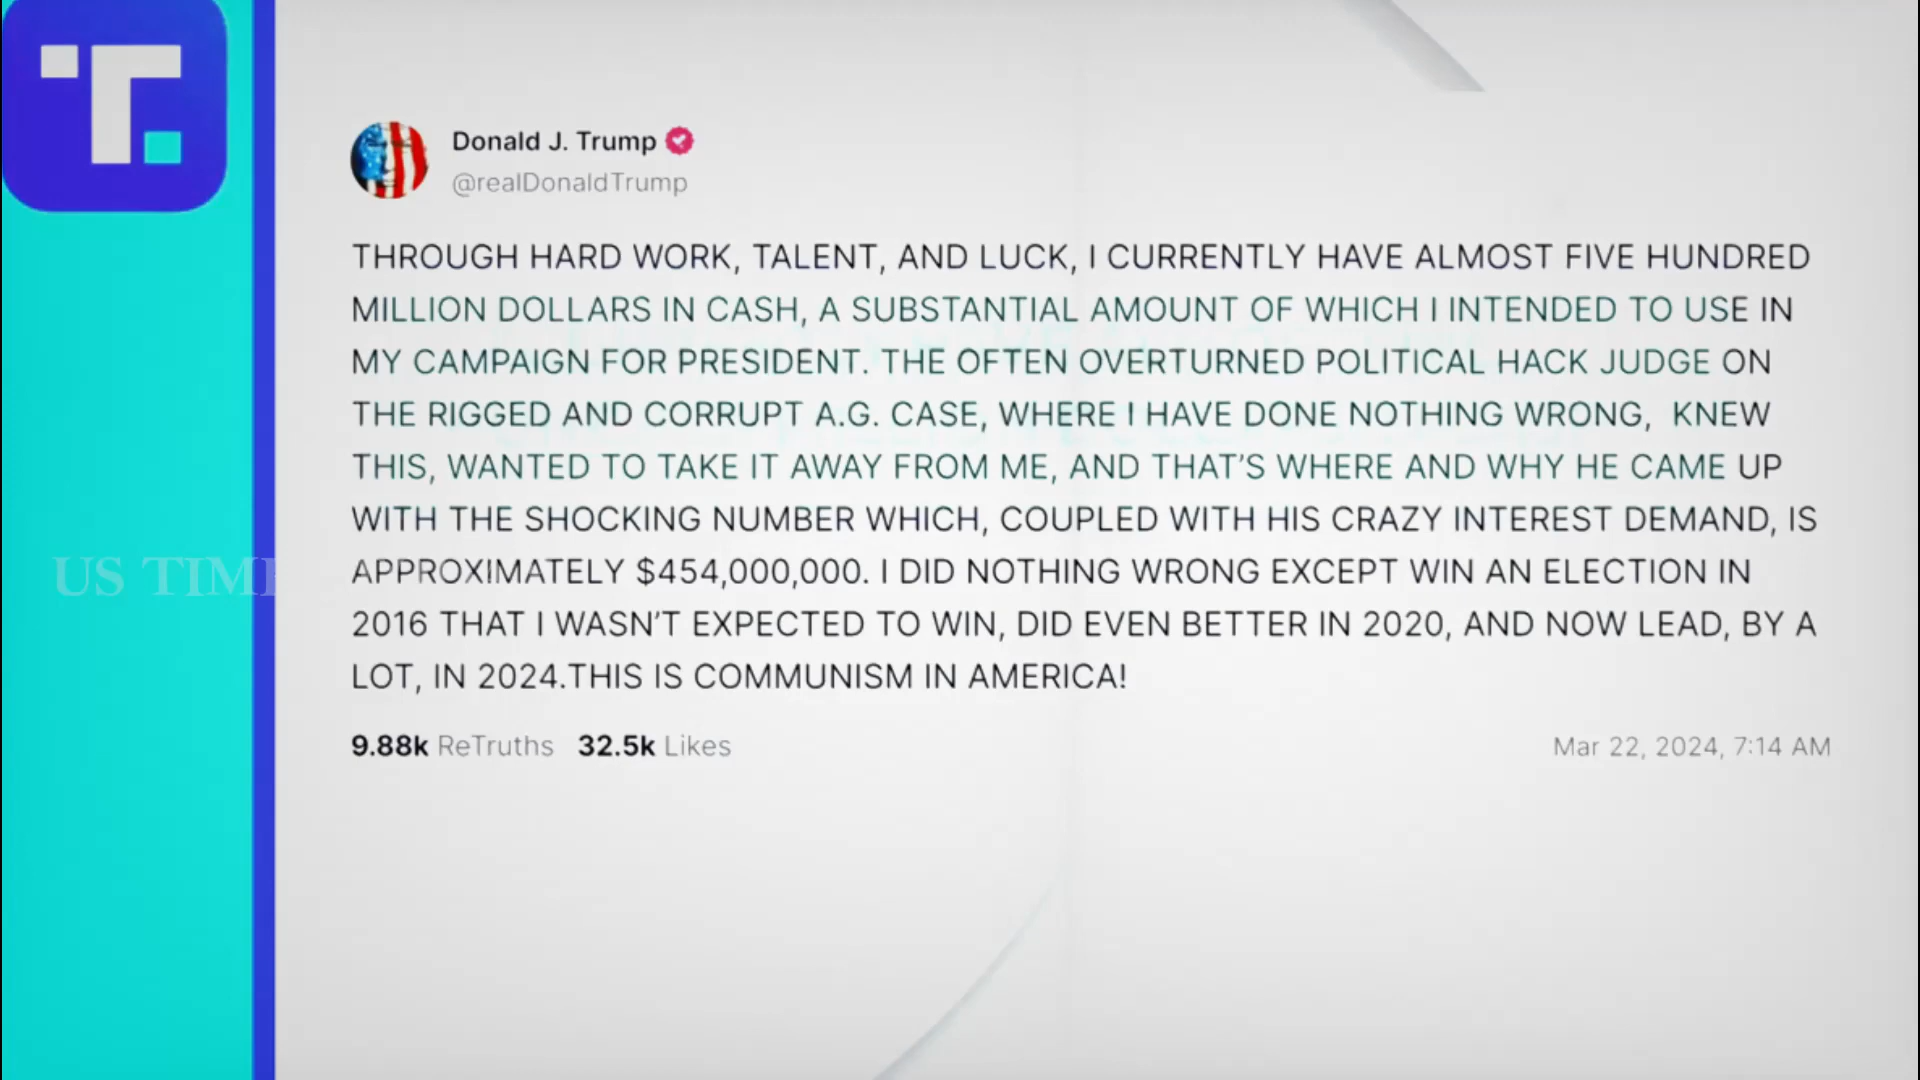 T.
Donald J. Trump
@realDonaldTrump
THROUGH HARD WORK, TALENT, AND LUCK, I CURRENTLY HAVE ALMOST FIVE HUNDRED
MILLION DOLLARS IN CASH, A SUBSTANTIAL AMOUNT OF WHICH I INTENDED TO USE IN
MY CAMPAIGN FOR PRESIDENT. THE OFTEN OVERTURNED POLITICAL HACK JUDGE ON
THE RIGGED AND CORRUPT A.G. CASE, WHERE I HAVE DONE NOTHING WRONG, KNEW
THIS, WANTED TO TAKE IT AWAY FROM ME, AND THAT'S WHERE AND WHY HE CAME UP
WITH THE SHOCKING NUMBER WHICH, COUPLED WITH HIS CRAZY INTEREST DEMAND, IS
APPROXIMATELY $454,000,000. I DID NOTHING WRONG EXCEPT WIN AN ELECTION IN
2016 THAT I WASN'T EXPECTED TO WIN, DID EVEN BETTER IN 2020, AND NOW LEAD, BY A
LOT, IN 2024.THIS IS COMMUNISM IN AMERICA!
9.88k ReTruths 32.5k Likes
Mar 22, 2024, 7:14 AM
US TIM